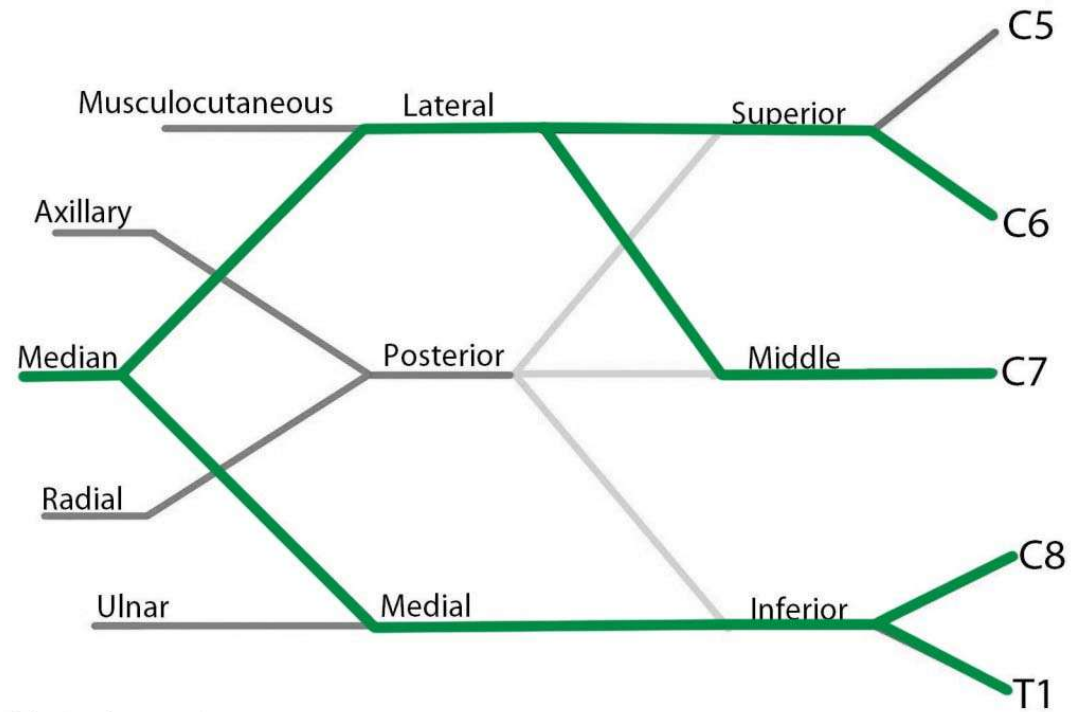 C5
Musculocutaneous
Lateral
Superior
Axillary
C6
Median
Posterior
Middle
C7
Radial
C8
Ulnar
Medial
Inferior
T1